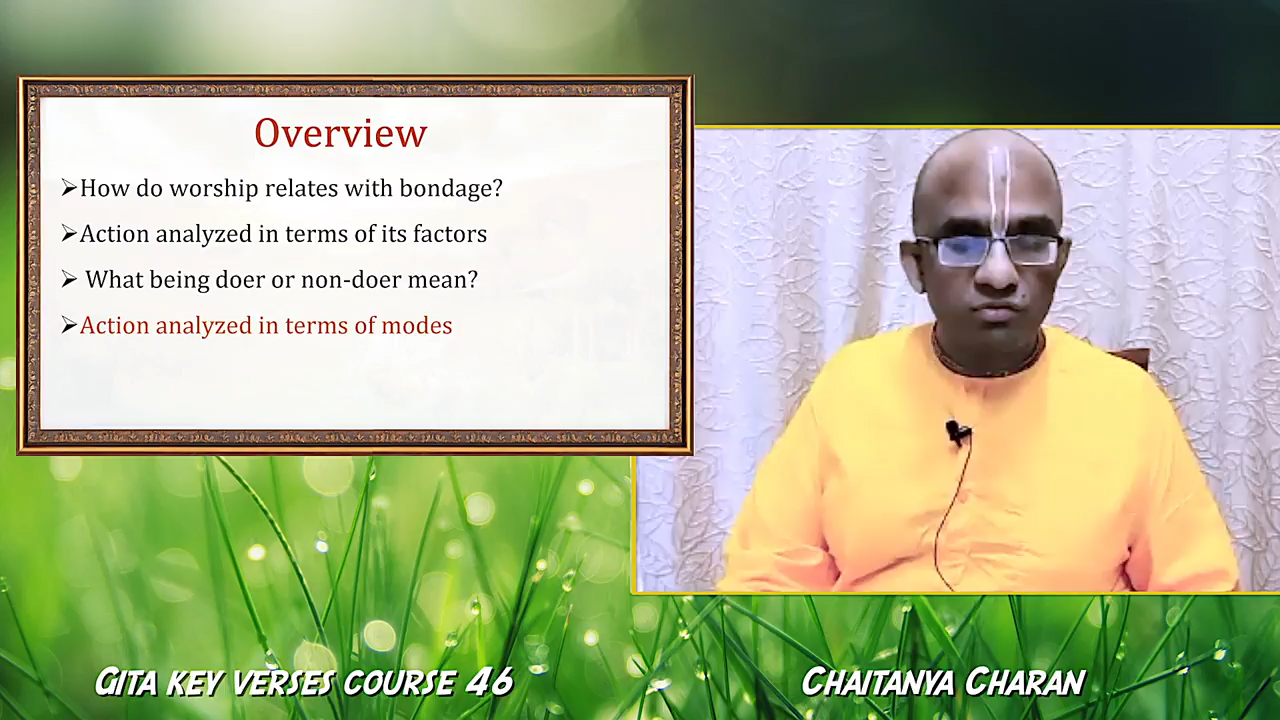 Overview
➢How do worship relates with bondage?
➢Action analyzed in terms of its factors
➢ What being doer or non-doer mean?
➢Action analyzed in terms of modes
GITA KEY VERSES COURSE 46
CHAITANYA CHARAN